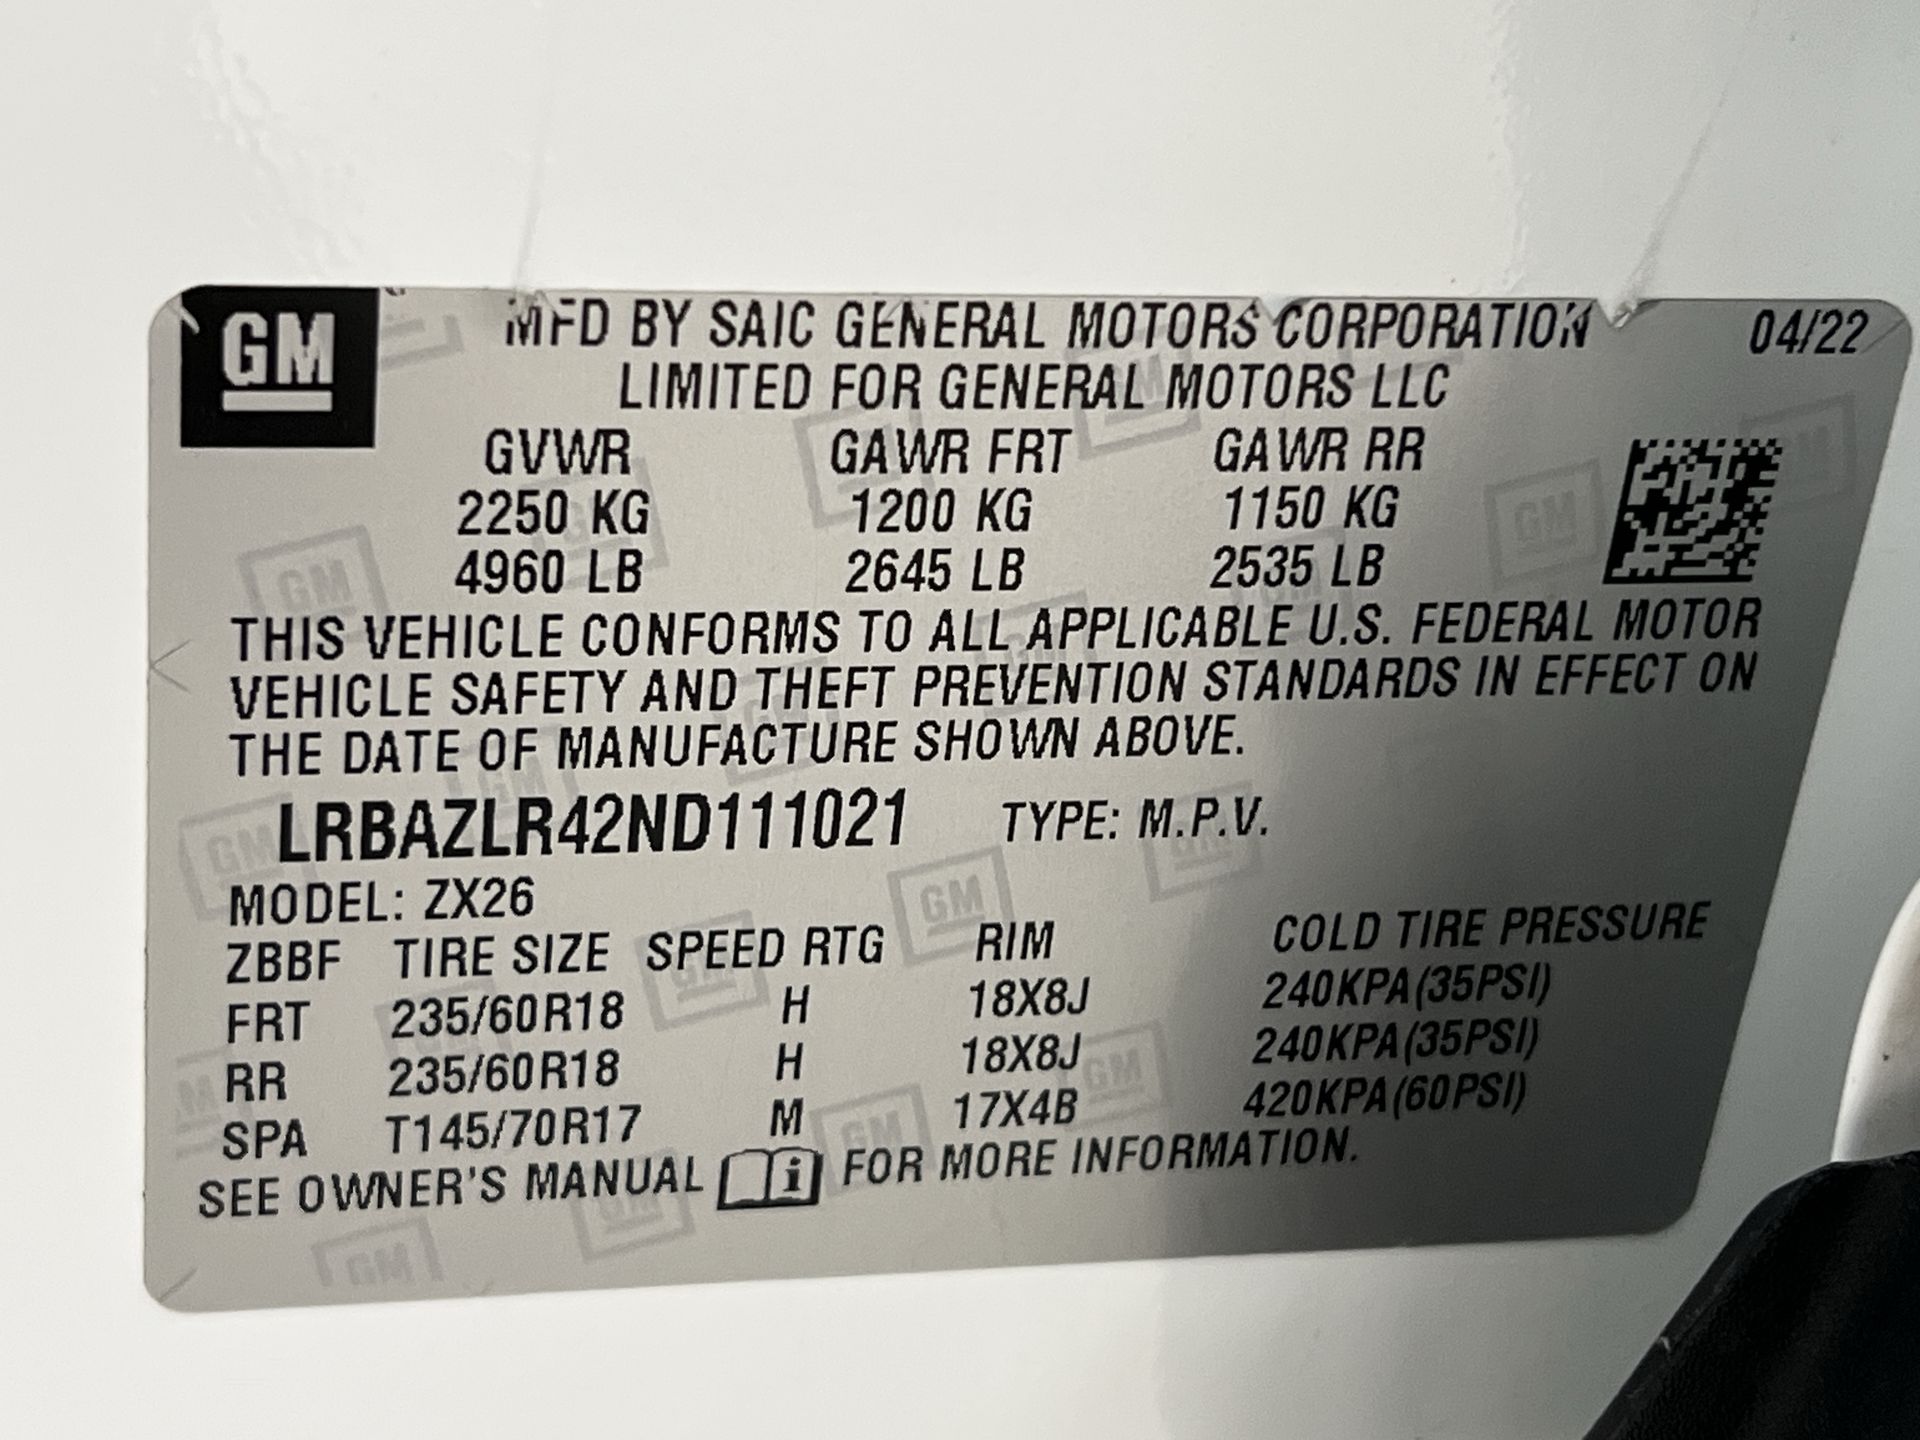 GM
MFD BY SAIC GENERAL MOTORS CORPORATION 04/22
LIMITED FOR GENERAL MOTORS LLC
GVWR GAWR FRT GAWR RR
2250 KG 1200 KG 1150 KG
4960 LB 2645 LB 2535 LB
THIS VEHICLE CONFORMS TO ALL APPLICABLE U.S. FEDERAL MOTOR
VEHICLE SAFETY AND THEFT PREVENTION STANDARDS IN EFFECT ON
THE DATE OF MANUFACTURE SHOWN ABOVE.
LRBAZLR42ND111021 TYPE: M.P.V.
MODEL: ZX26
ZBBF TIRE SIZE SPEED RTG RIM COLD TIRE PRESSURE
FRT 235/60R18 H 18X8J 240KPA(35PSI)
RR 235/60R18 H 18X8J 240KPA(35PSI)
SPA T145/70R17 M 17X4B 420KPA(60PSI)
SEE OWNER'S MANUAL i FOR MORE INFORMATION.